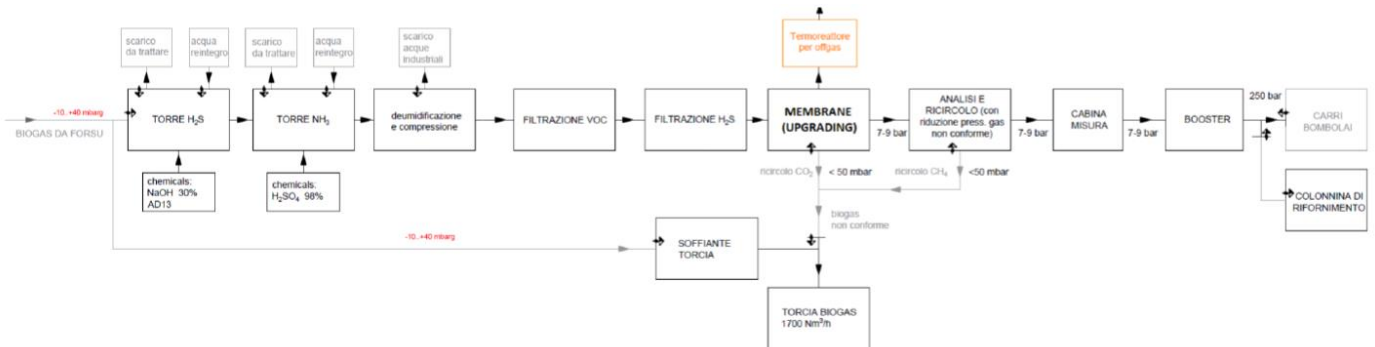 Termoreattore
per offgas
scarico
da trattare
acqua
reintegro
scarico
da trattare
acqua
reintegro
scarico
acque
industriali
-10..+40 mbarg
BIOGAS DA FORSU
TORRE H₂S
TORRE NH₃
deumidificazione
e compressione
FILTRAZIONE VOC
FILTRAZIONE H₂S
MEMBRANE
(UPGRADING)
7-9 bar
ANALISI E
RICIRCOLO (con
riduzione press. gas
non conforme)
7-9 bar
CABINA
MISURA
7-9 bar
BOOSTER
250 bar
CARRI
BOMBOLAI
chemicals:
NaOH 30%
AD13
chemicals:
H₂SO₄ 98%
ricircolo CO₂
< 50 mbar
ricircolo CH₄
<50 mbar
COLONNINA DI
RIFORNIMENTO
biogas
non conforme
-10..+40 mbarg
SOFFIANTE
TORCIA
TORCIA BIOGAS
1700 Nm³/h